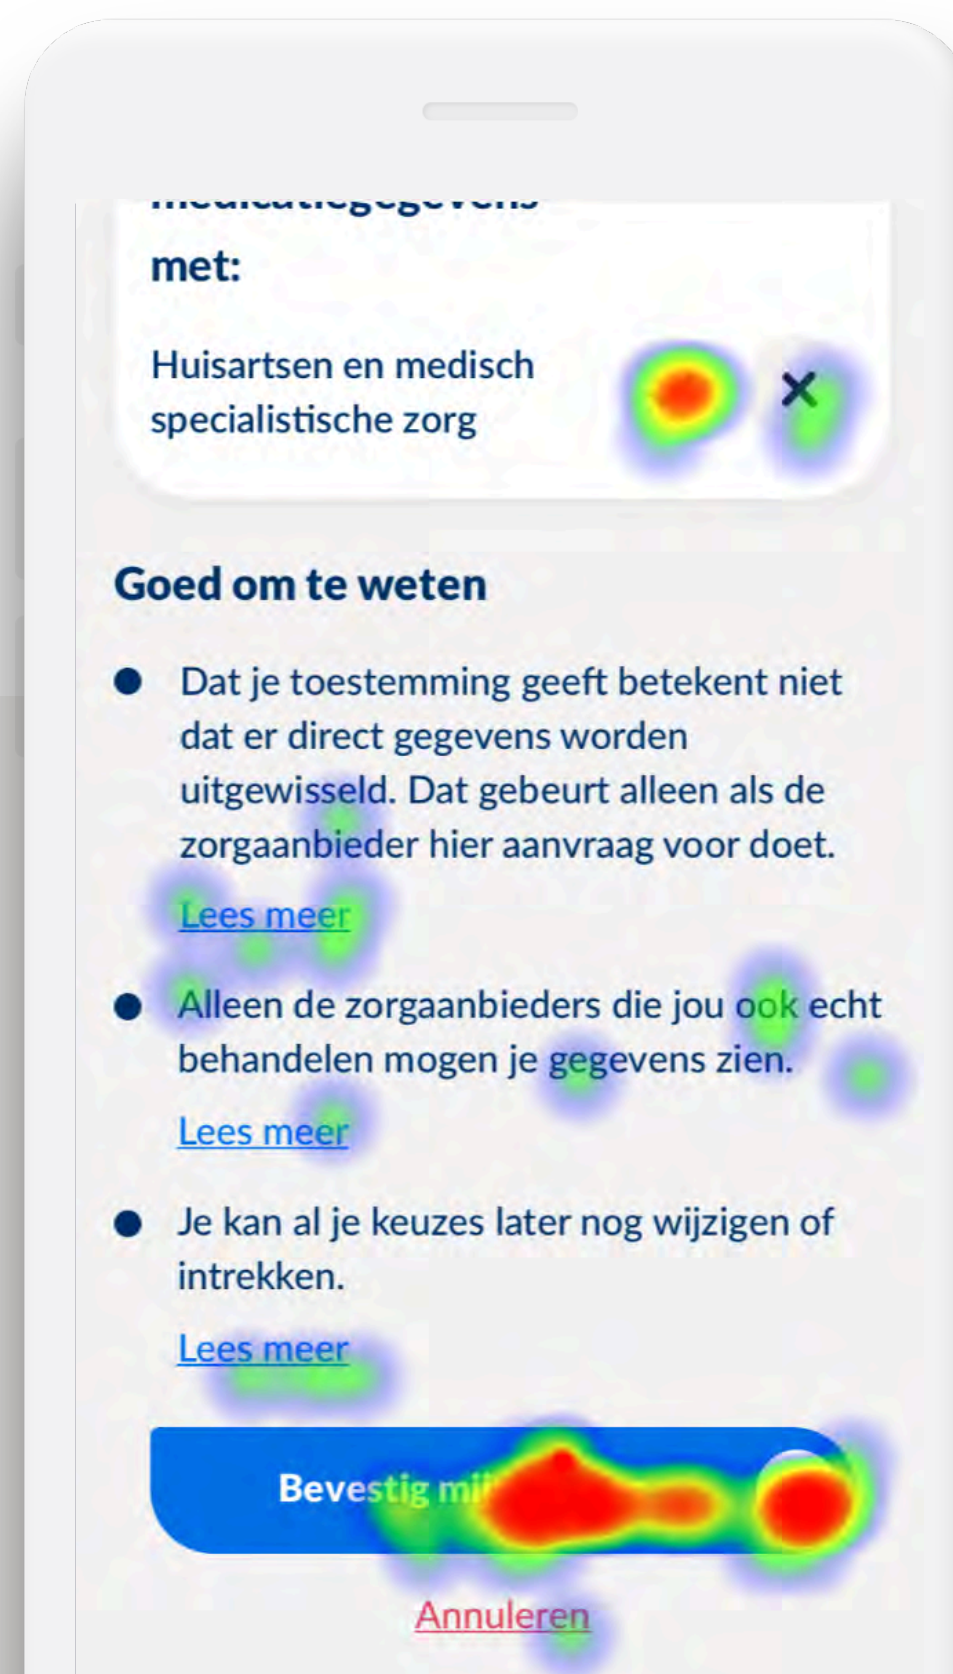 medicatiegegevens
met:
Huisartsen en medisch
specialistische zorg
Goed om te weten
Dat je toestemming geeft betekent niet
dat er direct gegevens worden
uitgewisseld. Dat gebeurt alleen als de
zorgaanbieder hier aanvraag voor doet.
Lees meer
Alleen de zorgaanbieders die jou ook echt
behandelen mogen je gegevens zien.
Lees meer
Je kan al je keuzes later nog wijzigen of
intrekken.
Lees meer
Bevestig
Annuleren